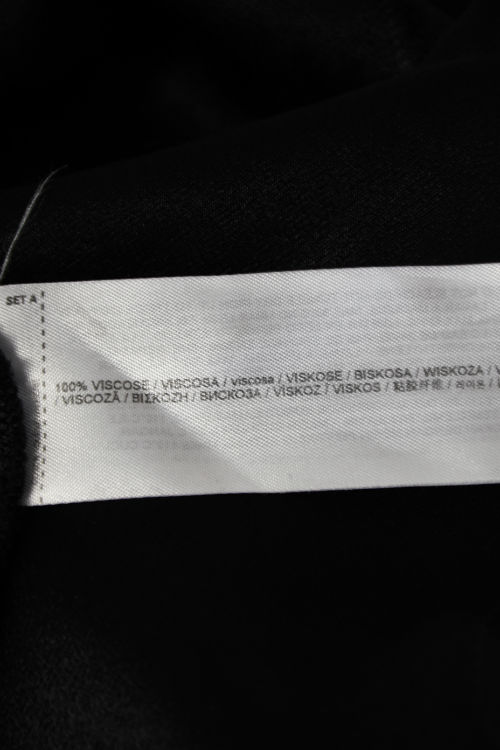 SET A
100% VISCOSE / VISCOSA / viscosa / VISKOSE / BISKOSA / WISKOZA / V
/ VISCOZĂ / ΒΙΣΚΟΖΗ / ВИСКОЗА / VİSKOZ / VISKOS / 粘胶纤维 / 레이온 /